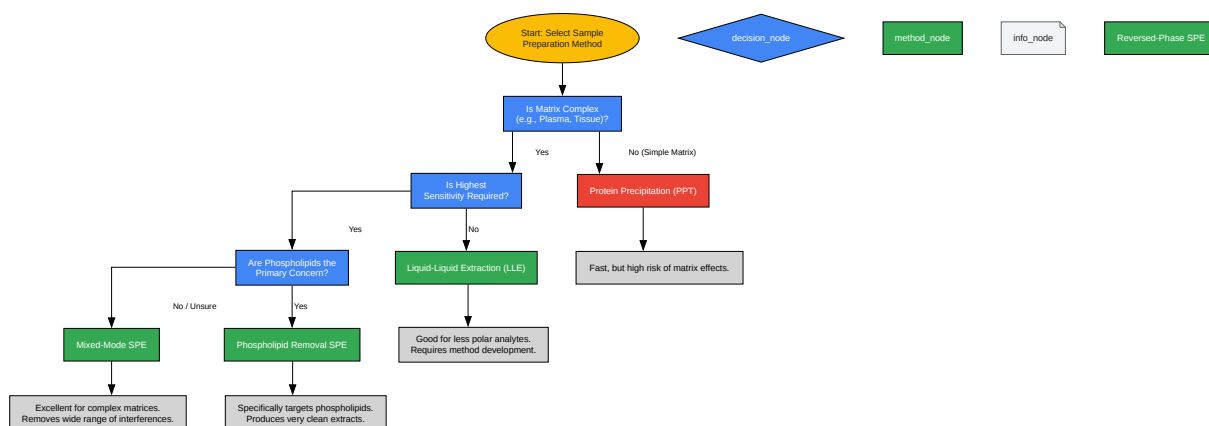 Start: Select Sample
Preparation Method
decision_node
method_node
info_node
Reversed-Phase SPE
Is Matrix Complex
(e.g., Plasma, Tissue)?
Yes
No (Simple Matrix)
Is Highest
Sensitivity Required?
Protein Precipitation (PPT)
Yes
No
Are Phospholipids the
Primary Concern?
Liquid-Liquid Extraction (LLE)
Fast, but high risk of matrix effects.
No / Unsure
Yes
Mixed-Mode SPE
Phospholipid Removal SPE
Good for less polar analytes.
Requires method development.
Excellent for complex matrices.
Removes wide range of interferences.
Specifically targets phospholipids.
Produces very clean extracts.